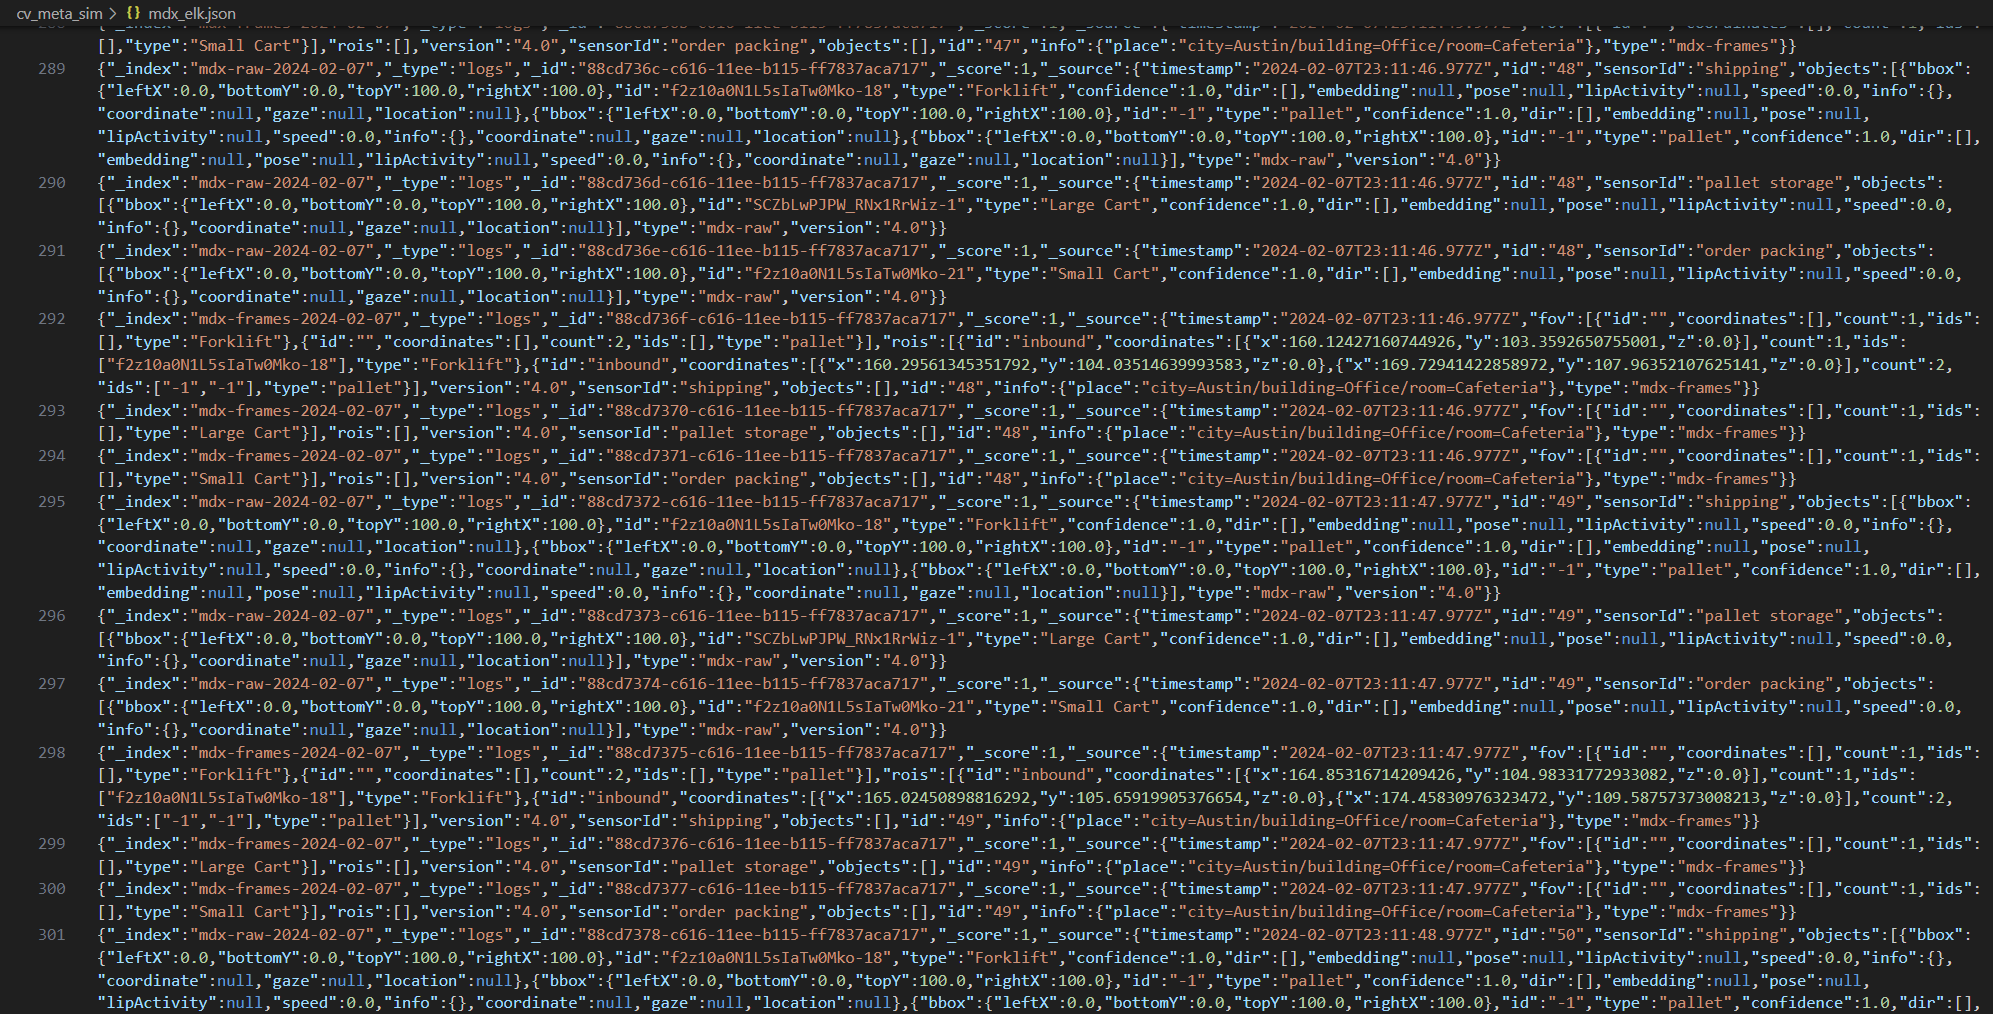 cv_meta_sim > {} mdx_elk.json
[],"type":"Small Cart"}],"rois":[],"version":"4.0","sensorId":"order packing","objects":[],"id":"47","info":{"place":"city=Austin/building=Office/room=Cafeteria"},"type":"mdx-frames"}}
289 {"_index":"mdx-raw-2024-02-07","_type":"logs","_id":"88cd736c-c616-11ee-b115-ff7837aca717","_score":1,"_source":{"timestamp":"2024-02-07T23:11:46.977Z","id":"48","sensorId":"shipping","objects":[{"bbox":
{"leftX":0.0,"bottomY":0.0,"topY":100.0,"rightX":100.0},"id":"f2z10a0N1L5sIaTw0Mko-18","type":"Forklift","confidence":1.0,"dir":[],"embedding":null,"pose":null,"lipActivity":null,"speed":0.0,"info":{},
"coordinate":null,"gaze":null,"location":null},{"bbox":{"leftX":0.0,"bottomY":0.0,"topY":100.0,"rightX":100.0},"id":"-1","type":"pallet","confidence":1.0,"dir":[],"embedding":null,"pose":null,
"lipActivity":null,"speed":0.0,"info":{},"coordinate":null,"gaze":null,"location":null},{"bbox":{"leftX":0.0,"bottomY":0.0,"topY":100.0,"rightX":100.0},"id":"-1","type":"pallet","confidence":1.0,"dir":[],
"embedding":null,"pose":null,"lipActivity":null,"speed":0.0,"info":{},"coordinate":null,"gaze":null,"location":null}],"type":"mdx-raw","version":"4.0"}}
290 {"_index":"mdx-raw-2024-02-07","_type":"logs","_id":"88cd736d-c616-11ee-b115-ff7837aca717","_score":1,"_source":{"timestamp":"2024-02-07T23:11:46.977Z","id":"48","sensorId":"pallet storage","objects":
[{"bbox":{"leftX":0.0,"bottomY":0.0,"topY":100.0,"rightX":100.0},"id":"SCZbLwPJPW_RNx1RrWiz-1","type":"Large Cart","confidence":1.0,"dir":[],"embedding":null,"pose":null,"lipActivity":null,"speed":0.0,
"info":{},"coordinate":null,"gaze":null,"location":null}],"type":"mdx-raw","version":"4.0"}}
291 {"_index":"mdx-raw-2024-02-07","_type":"logs","_id":"88cd736e-c616-11ee-b115-ff7837aca717","_score":1,"_source":{"timestamp":"2024-02-07T23:11:46.977Z","id":"48","sensorId":"order packing","objects":
[{"bbox":{"leftX":0.0,"bottomY":0.0,"topY":100.0,"rightX":100.0},"id":"f2z10a0N1L5sIaTw0Mko-21","type":"Small Cart","confidence":1.0,"dir":[],"embedding":null,"pose":null,"lipActivity":null,"speed":0.0,
"info":{},"coordinate":null,"gaze":null,"location":null}],"type":"mdx-raw","version":"4.0"}}
292 {"_index":"mdx-frames-2024-02-07","_type":"logs","_id":"88cd736f-c616-11ee-b115-ff7837aca717","_score":1,"_source":{"timestamp":"2024-02-07T23:11:46.977Z","fov":[{"id":"","coordinates":[],"count":1,"ids":
[],"type":"Forklift"},{"id":"","coordinates":[],"count":2,"ids":[],"type":"pallet"}],"rois":[{"id":"inbound","coordinates":[{"x":160.12427160744926,"y":103.3592650755001,"z":0.0}],"count":1,"ids":
["f2z10a0N1L5sIaTw0Mko-18"],"type":"Forklift"},{"id":"inbound","coordinates":[{"x":160.29561345351792,"y":104.03514639993583,"z":0.0},{"x":169.72941422858972,"y":107.96352107625141,"z":0.0}],"count":2,
"ids":["-1","-1"],"type":"pallet"}],"version":"4.0","sensorId":"shipping","objects":[],"id":"48","info":{"place":"city=Austin/building=Office/room=Cafeteria"},"type":"mdx-frames"}}
293 {"_index":"mdx-frames-2024-02-07","_type":"logs","_id":"88cd7370-c616-11ee-b115-ff7837aca717","_score":1,"_source":{"timestamp":"2024-02-07T23:11:46.977Z","fov":[{"id":"","coordinates":[],"count":1,"ids":
[],"type":"Large Cart"}],"rois":[],"version":"4.0","sensorId":"pallet storage","objects":[],"id":"48","info":{"place":"city=Austin/building=Office/room=Cafeteria"},"type":"mdx-frames"}}
294 {"_index":"mdx-frames-2024-02-07","_type":"logs","_id":"88cd7371-c616-11ee-b115-ff7837aca717","_score":1,"_source":{"timestamp":"2024-02-07T23:11:46.977Z","fov":[{"id":"","coordinates":[],"count":1,"ids":
[],"type":"Small Cart"}],"rois":[],"version":"4.0","sensorId":"order packing","objects":[],"id":"48","info":{"place":"city=Austin/building=Office/room=Cafeteria"},"type":"mdx-frames"}}
295 {"_index":"mdx-raw-2024-02-07","_type":"logs","_id":"88cd7372-c616-11ee-b115-ff7837aca717","_score":1,"_source":{"timestamp":"2024-02-07T23:11:47.977Z","id":"49","sensorId":"shipping","objects":[{"bbox":
{"leftX":0.0,"bottomY":0.0,"topY":100.0,"rightX":100.0},"id":"f2z10a0N1L5sIaTw0Mko-18","type":"Forklift","confidence":1.0,"dir":[],"embedding":null,"pose":null,"lipActivity":null,"speed":0.0,"info":{},
"coordinate":null,"gaze":null,"location":null},{"bbox":{"leftX":0.0,"bottomY":0.0,"topY":100.0,"rightX":100.0},"id":"-1","type":"pallet","confidence":1.0,"dir":[],"embedding":null,"pose":null,
"lipActivity":null,"speed":0.0,"info":{},"coordinate":null,"gaze":null,"location":null},{"bbox":{"leftX":0.0,"bottomY":0.0,"topY":100.0,"rightX":100.0},"id":"-1","type":"pallet","confidence":1.0,"dir":[],
"embedding":null,"pose":null,"lipActivity":null,"speed":0.0,"info":{},"coordinate":null,"gaze":null,"location":null}],"type":"mdx-raw","version":"4.0"}}
296 {"_index":"mdx-raw-2024-02-07","_type":"logs","_id":"88cd7373-c616-11ee-b115-ff7837aca717","_score":1,"_source":{"timestamp":"2024-02-07T23:11:47.977Z","id":"49","sensorId":"pallet storage","objects":
[{"bbox":{"leftX":0.0,"bottomY":0.0,"topY":100.0,"rightX":100.0},"id":"SCZbLwPJPW_RNx1RrWiz-1","type":"Large Cart","confidence":1.0,"dir":[],"embedding":null,"pose":null,"lipActivity":null,"speed":0.0,
"info":{},"coordinate":null,"gaze":null,"location":null}],"type":"mdx-raw","version":"4.0"}}
297 {"_index":"mdx-raw-2024-02-07","_type":"logs","_id":"88cd7374-c616-11ee-b115-ff7837aca717","_score":1,"_source":{"timestamp":"2024-02-07T23:11:47.977Z","id":"49","sensorId":"order packing","objects":
[{"bbox":{"leftX":0.0,"bottomY":0.0,"topY":100.0,"rightX":100.0},"id":"f2z10a0N1L5sIaTw0Mko-21","type":"Small Cart","confidence":1.0,"dir":[],"embedding":null,"pose":null,"lipActivity":null,"speed":0.0,
"info":{},"coordinate":null,"gaze":null,"location":null}],"type":"mdx-raw","version":"4.0"}}
298 {"_index":"mdx-frames-2024-02-07","_type":"logs","_id":"88cd7375-c616-11ee-b115-ff7837aca717","_score":1,"_source":{"timestamp":"2024-02-07T23:11:47.977Z","fov":[{"id":"","coordinates":[],"count":1,"ids":
[],"type":"Forklift"},{"id":"","coordinates":[],"count":2,"ids":[],"type":"pallet"}],"rois":[{"id":"inbound","coordinates":[{"x":164.85316714209426,"y":104.98331772933082,"z":0.0}],"count":1,"ids":
["f2z10a0N1L5sIaTw0Mko-18"],"type":"Forklift"},{"id":"inbound","coordinates":[{"x":165.02450898816292,"y":105.65919905376654,"z":0.0},{"x":174.45830976323472,"y":109.58757373008213,"z":0.0}],"count":2,
"ids":["-1","-1"],"type":"pallet"}],"version":"4.0","sensorId":"shipping","objects":[],"id":"49","info":{"place":"city=Austin/building=Office/room=Cafeteria"},"type":"mdx-frames"}}
299 {"_index":"mdx-frames-2024-02-07","_type":"logs","_id":"88cd7376-c616-11ee-b115-ff7837aca717","_score":1,"_source":{"timestamp":"2024-02-07T23:11:47.977Z","fov":[{"id":"","coordinates":[],"count":1,"ids":
[],"type":"Large Cart"}],"rois":[],"version":"4.0","sensorId":"pallet storage","objects":[],"id":"49","info":{"place":"city=Austin/building=Office/room=Cafeteria"},"type":"mdx-frames"}}
300 {"_index":"mdx-frames-2024-02-07","_type":"logs","_id":"88cd7377-c616-11ee-b115-ff7837aca717","_score":1,"_source":{"timestamp":"2024-02-07T23:11:47.977Z","fov":[{"id":"","coordinates":[],"count":1,"ids":
[],"type":"Small Cart"}],"rois":[],"version":"4.0","sensorId":"order packing","objects":[],"id":"49","info":{"place":"city=Austin/building=Office/room=Cafeteria"},"type":"mdx-frames"}}
301 {"_index":"mdx-raw-2024-02-07","_type":"logs","_id":"88cd7378-c616-11ee-b115-ff7837aca717","_score":1,"_source":{"timestamp":"2024-02-07T23:11:48.977Z","id":"50","sensorId":"shipping","objects":[{"bbox":
{"leftX":0.0,"bottomY":0.0,"topY":100.0,"rightX":100.0},"id":"f2z10a0N1L5sIaTw0Mko-18","type":"Forklift","confidence":1.0,"dir":[],"embedding":null,"pose":null,"lipActivity":null,"speed":0.0,"info":{},
"coordinate":null,"gaze":null,"location":null},{"bbox":{"leftX":0.0,"bottomY":0.0,"topY":100.0,"rightX":100.0},"id":"-1","type":"pallet","confidence":1.0,"dir":[],"embedding":null,"pose":null,
"lipActivity":null,"speed":0.0,"info":{},"coordinate":null,"gaze":null,"location":null},{"bbox":{"leftX":0.0,"bottomY":0.0,"topY":100.0,"rightX":100.0},"id":"-1","type":"pallet","confidence":1.0,"dir":[],